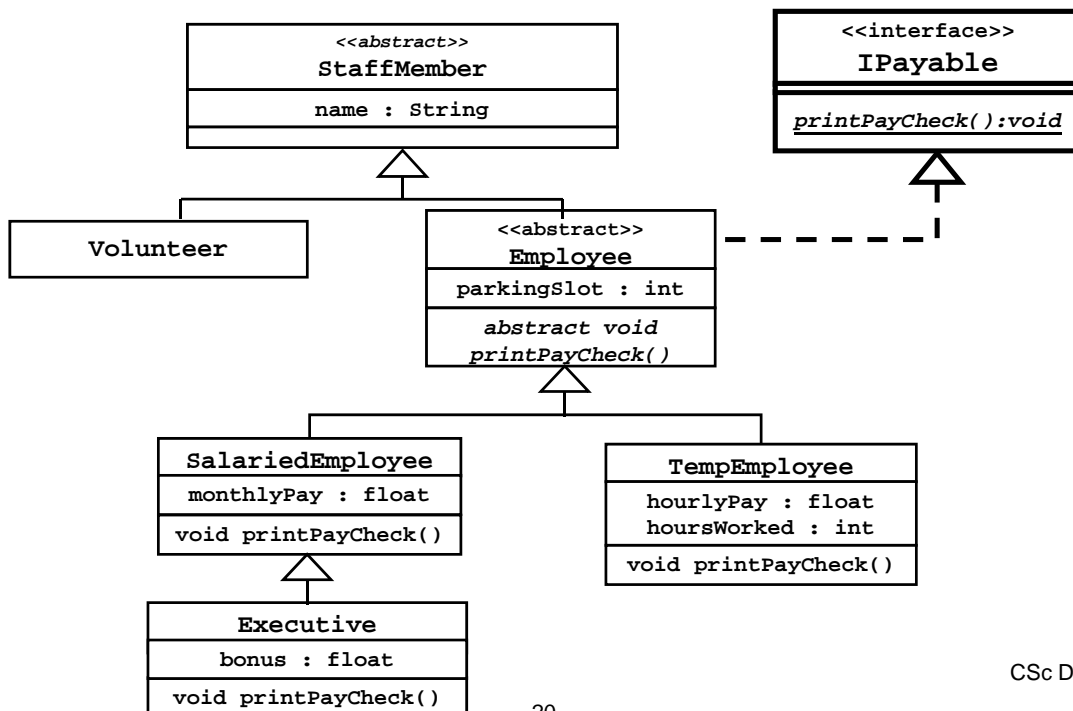 <<abstract>>
StaffMember
name : String
<<interface>>
IPayable
printPayCheck():void
Volunteer
<<abstract>>
Employee
parkingSlot : int
abstract void
printPayCheck()
SalariedEmployee
monthlyPay : float
void printPayCheck()
TempEmployee
hourlyPay : float
hoursWorked : int
void printPayCheck()
Executive
bonus : float
void printPayCheck()
CSc D
20